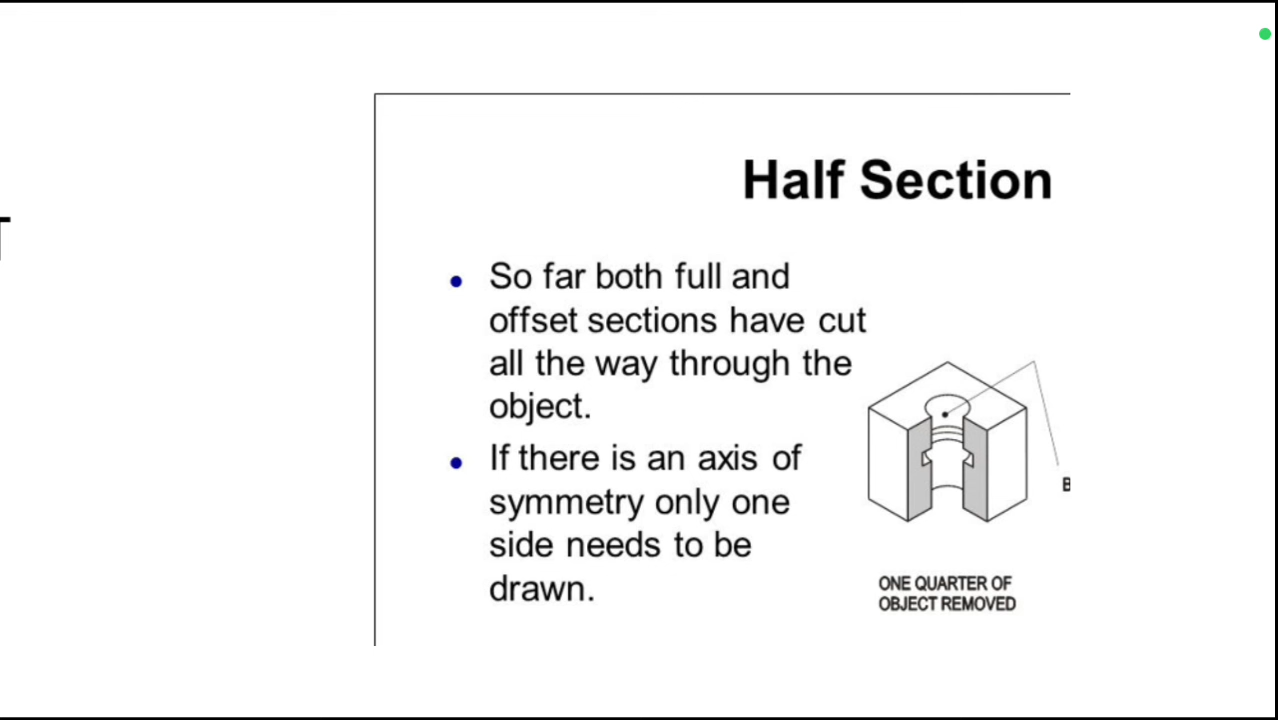 Half Section
So far both full and
offset sections have cut
all the way through the
object.
If there is an axis of
symmetry only one
side needs to be
drawn.
ONE QUARTER OF
OBJECT REMOVED